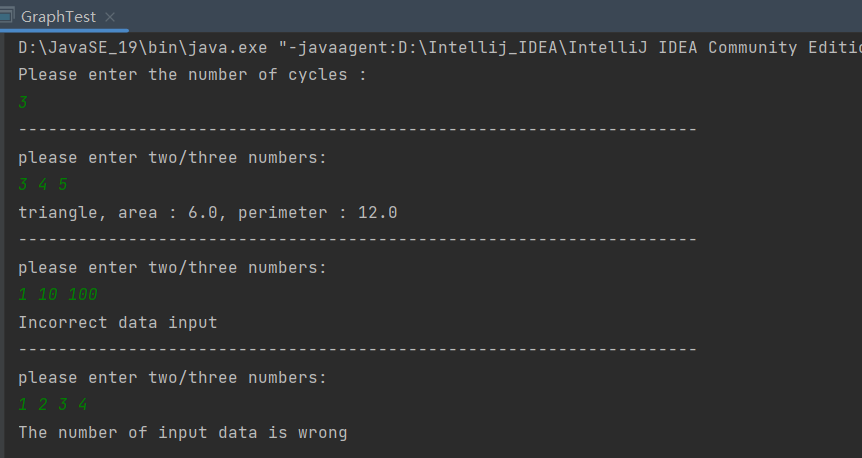 GraphTest
D:\JavaSE_19\bin\java.exe "-javaagent:D:\Intellij_IDEA\IntelliJ IDEA Community Editio
Please enter the number of cycles :
3
--------------------------------------------------------------------
please enter two/three numbers:
3 4 5
triangle, area : 6.0, perimeter : 12.0
--------------------------------------------------------------------
please enter two/three numbers:
1 10 100
Incorrect data input
--------------------------------------------------------------------
please enter two/three numbers:
1 2 3 4
The number of input data is wrong